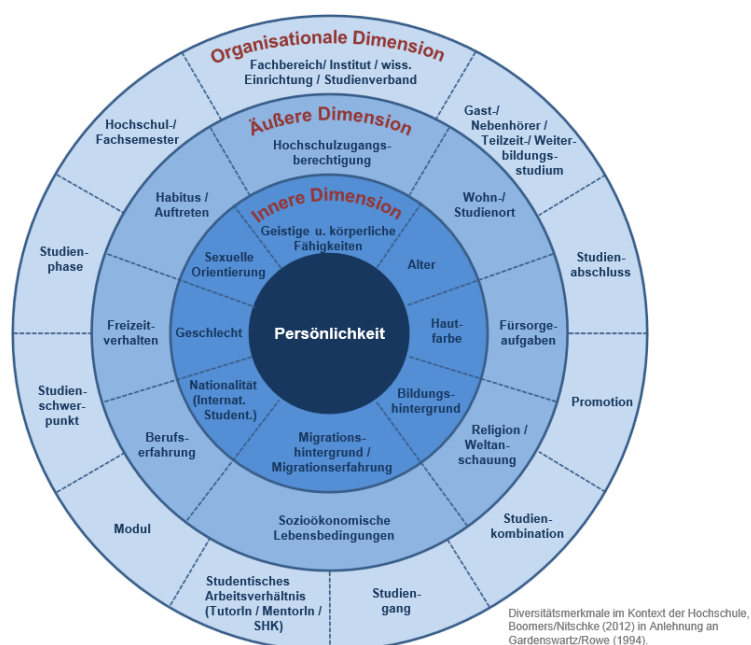 Organisationale Dimension
Fachbereich/ Institut / wiss.
Einrichtung / Studienverband
Gast-/
Nebenhörer /
Teilzeit-/ Weiter-
bildungs-
studium
Studien-
abschluss
Promotion
Studien-
kombination
Studien-
gang
Studentisches
Arbeitsverhältnis
(TutorIn / MentorIn /
SHK)
Modul
Studien-
schwer-
punkt
Studien-
phase
Hochschul-/
Fachsemester
Äußere Dimension
Hochschulzugangs-
berechtigung
Wohn-/
Studienort
Fürsorge-
aufgaben
Religion /
Weltan-
schauung
Sozioökonomische
Lebensbedingungen
Berufs-
erfahrung
Freizeit-
verhalten
Habitus /
Auftreten
Innere Dimension
Geistige u. körperliche
Fähigkeiten
Alter
Haut-
farbe
Bildungs-
hintergrund
Migrations-
hintergrund /
Migrationserfahrung
Nationalität
(Internat.
Student.)
Geschlecht
Sexuelle
Orientierung
Persönlichkeit
Diversitätsmerkmale im Kontext der Hochschule,
Boomers/Nitschke (2012) in Anlehnung an
Gardenswartz/Rowe (1994).